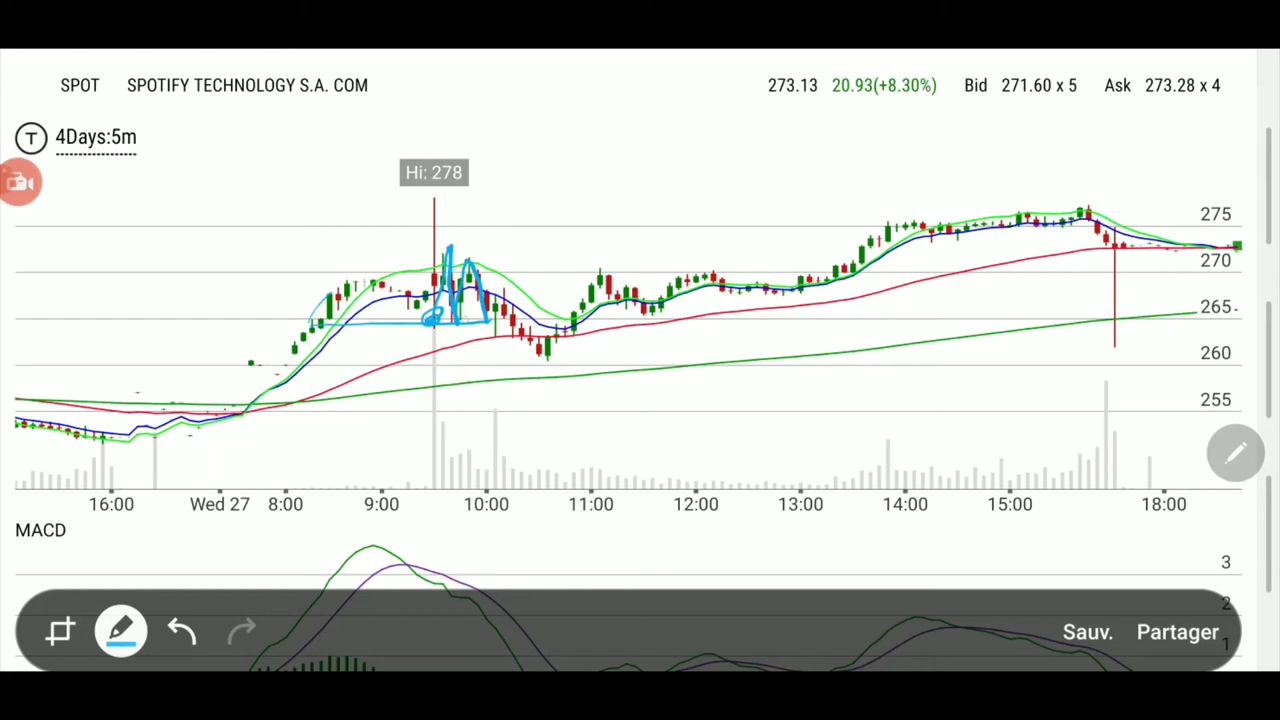 SPOT SPOTIFY TECHNOLOGY S.A. COM 273.13 20.93(+8.30%) Bid 271.60 x 5 Ask 273.28 x 4
T 4Days:5m
Hi: 278
275
270
265
260
255
16:00 Wed 27 8:00 9:00 10:00 11:00 12:00 13:00 14:00 15:00 18:00
MACD
3
2
1
Sauv. Partager